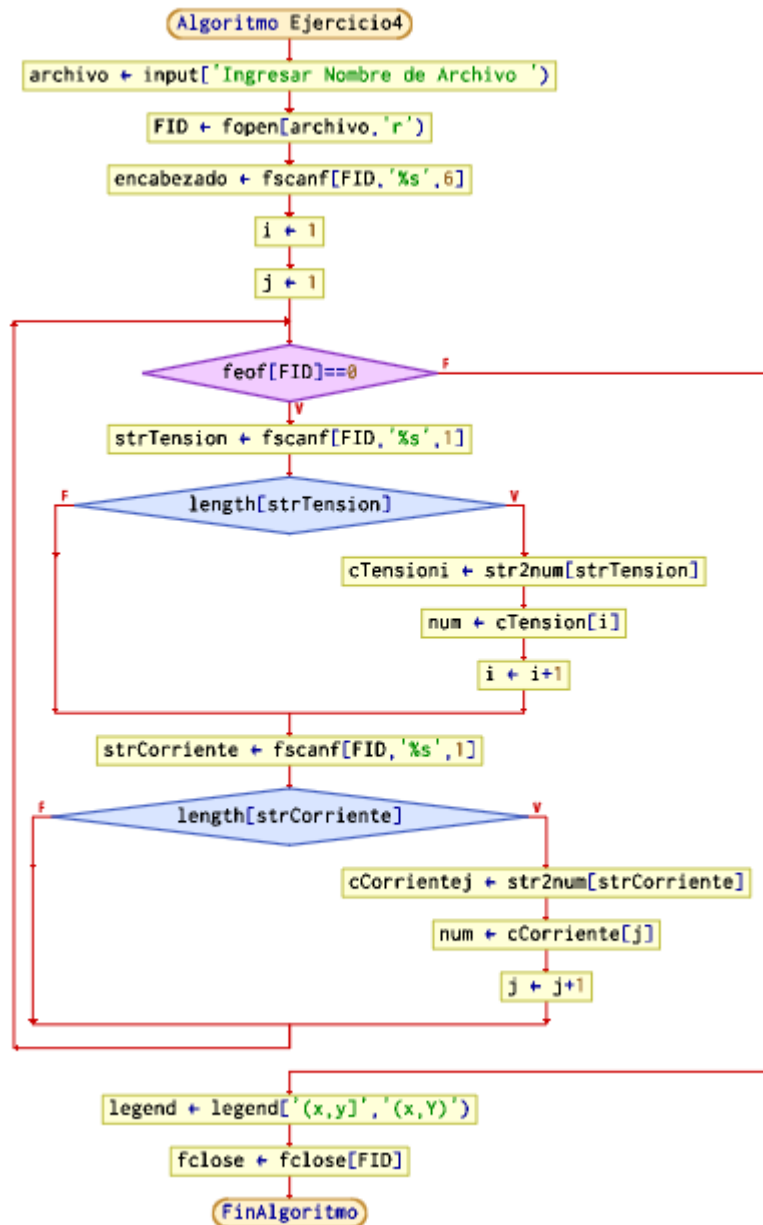 Algoritmo Ejercicio4
archivo ← input['Ingresar Nombre de Archivo ')
FID ← fopen[archivo,'r')
encabezado ← fscanf[FID,'%s',6]
i ← 1
j ← 1
feof[FID]==0
F
V
strTension ← fscanf[FID,'%s',1]
F
length[strTension]
V
cTensioni ← str2num[strTension]
num ← cTension[i]
i ← i+1
strCorriente ← fscanf[FID,'%s',1]
F
length[strCorriente]
V
cCorrientej ← str2num[strCorriente]
num ← cCorriente[j]
j ← j+1
legend ← legend['(x,y]','(x,Y)')
fclose ← fclose[FID]
FinAlgoritmo